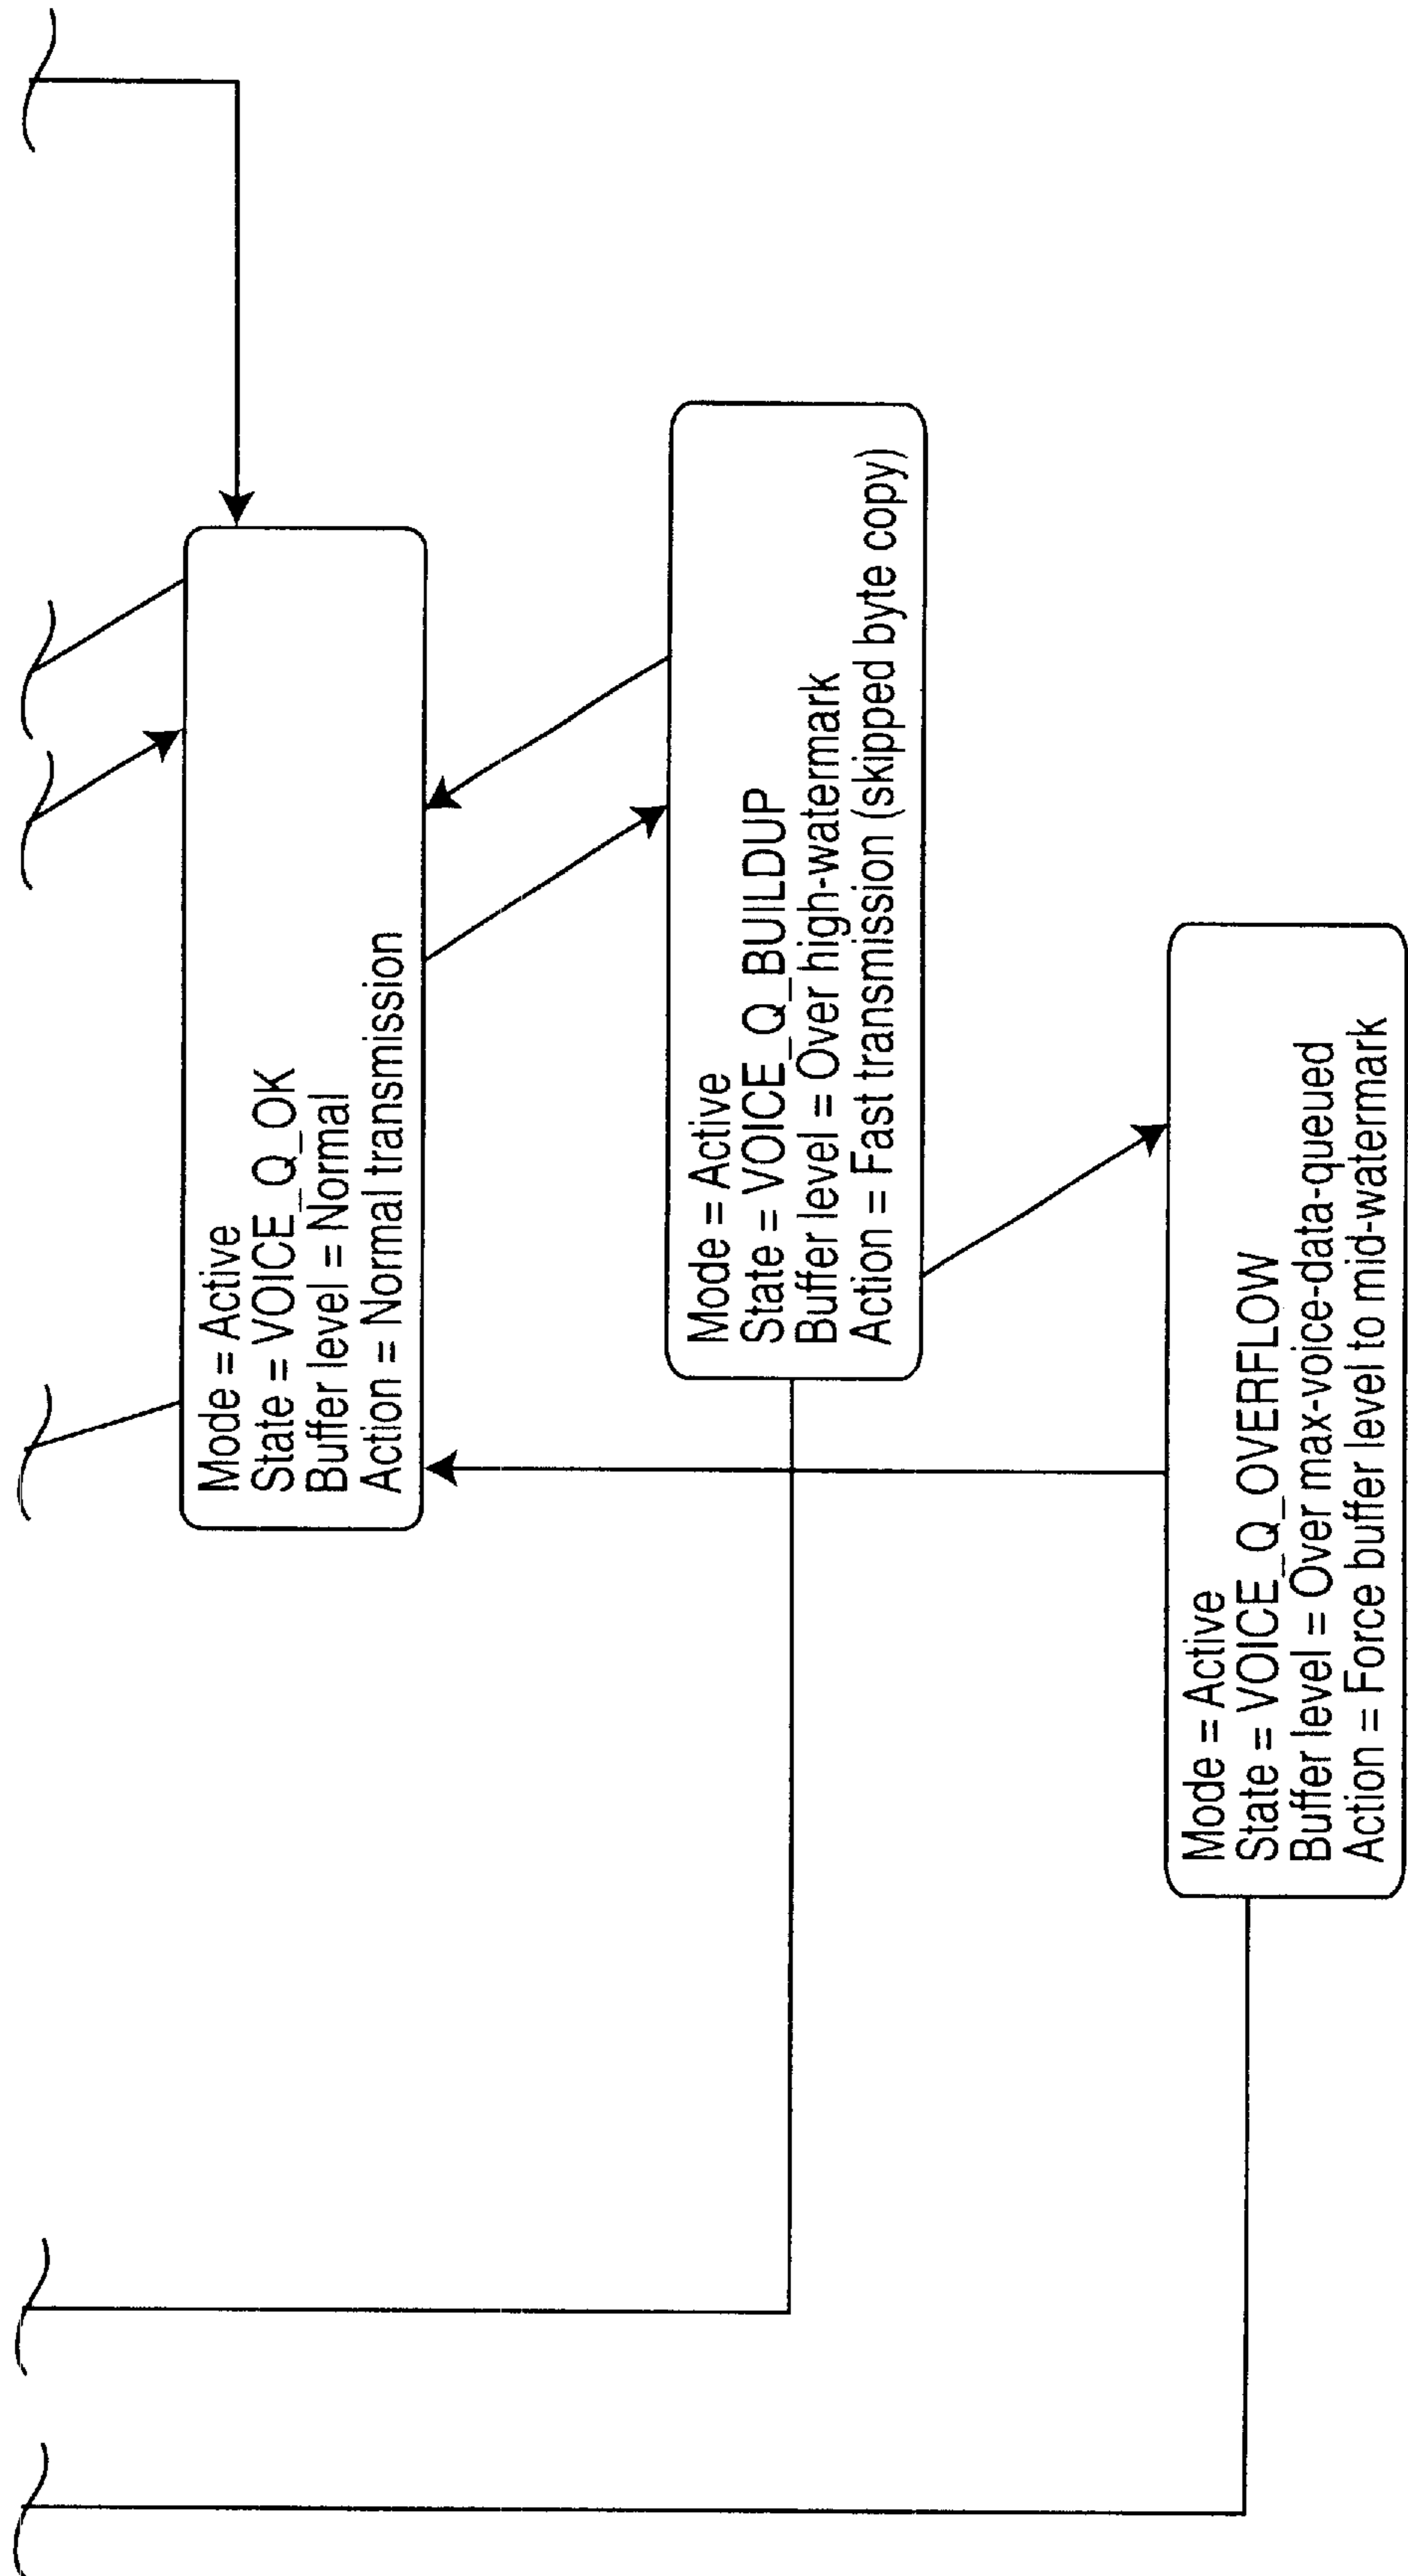 Mode = Active
State = VOICE_Q_OK
Buffer level = Normal
Action = Normal transmission
Mode = Active
State = VOICE_Q_BUILDUP
Buffer level = Over high-watermark
Action = Fast transmission (skipped byte copy)
Mode = Active
State = VOICE_Q_OVERFLOW
Buffer level = Over max-voice-data-queued
Action = Force buffer level to mid-watermark